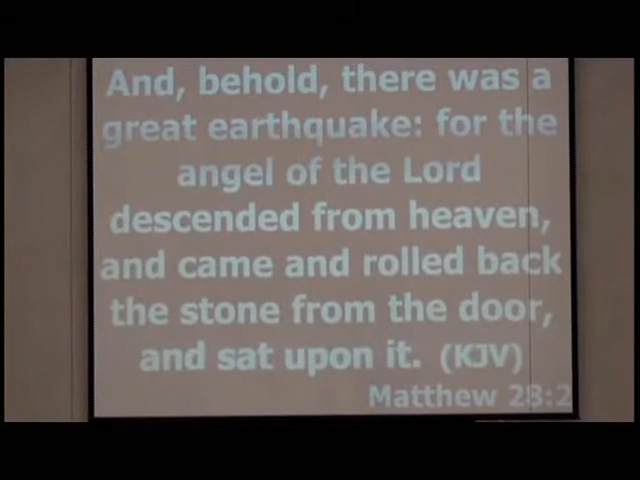 And, behold, there was a
great earthquake: for the
angel of the Lord
descended from heaven,
and came and rolled back
the stone from the door,
and sat upon it. (KJV)
Matthew 28:2